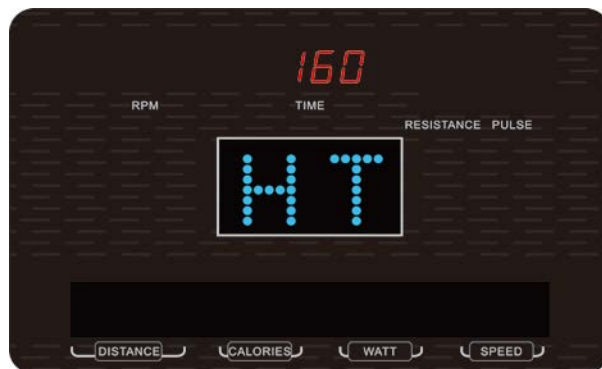 160
RPM TIME
RESISTANCE PULSE
HT
DISTANCE CALORIES WATT SPEED